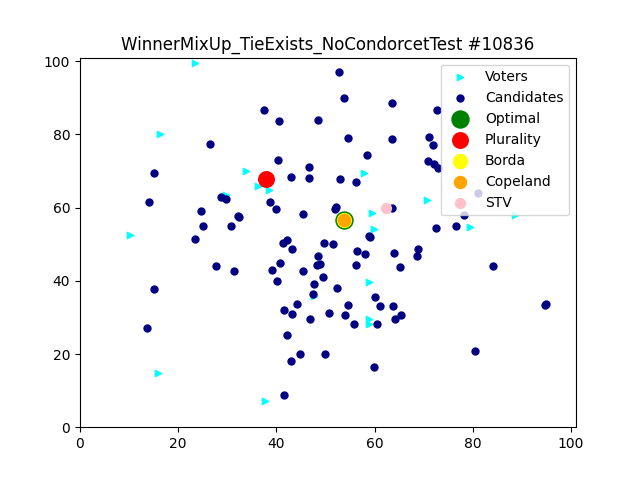 WinnerMixUp_TieExists_NoCondorcetTest #10836
Voters
Candidates
Optimal
Plurality
Borda
Copeland
STV
100
80
60
40
20
0
0 20 40 60 80 100